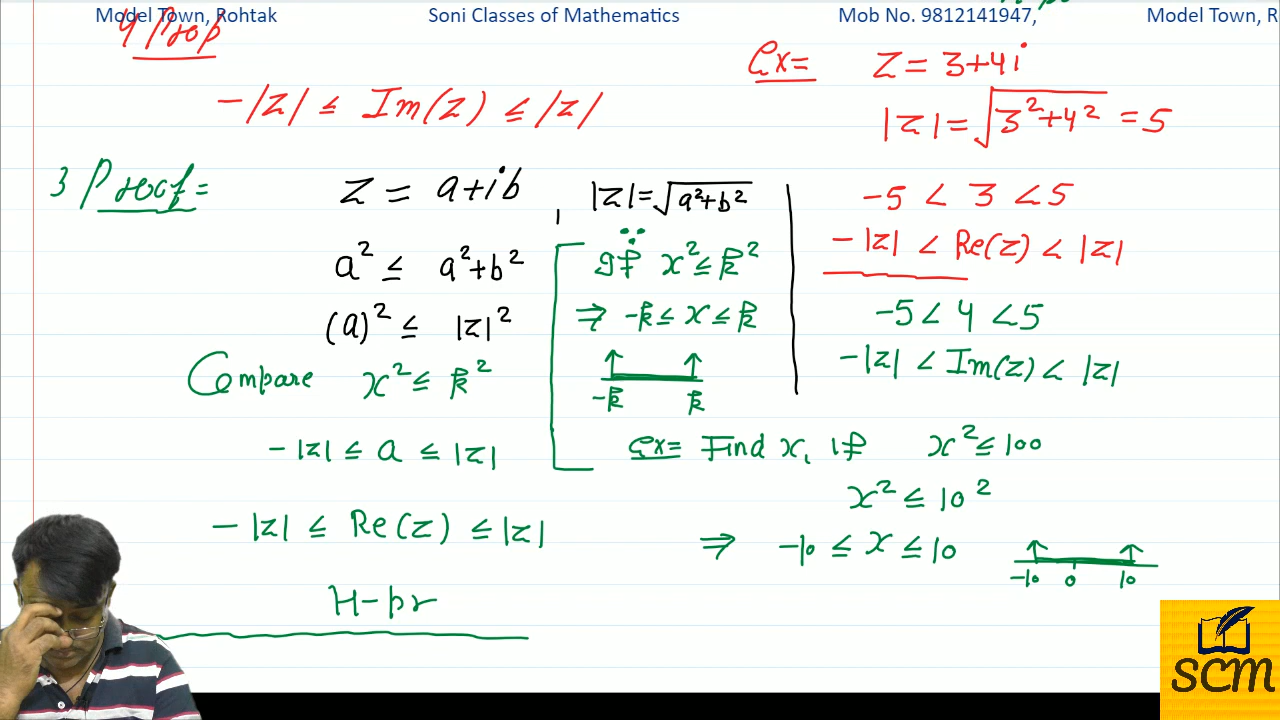 Model Town, Rohtak Soni Classes of Mathematics Mob No. 9812141947, Model Town, R
4 Prop
-|z| ≤ Im(z) ≤ |z|
Ex= z = 3+4i
|z| = √3²+4² = 5
-5 < 3 < 5
-|z| < Re(z) < |z|
-5 < 4 < 5
-|z| < Im(z) < |z|
3 Proof=
z = a+ib , |z| = √a²+b²
a² ≤ a²+b²
(a)² ≤ |z|²
Compare x² ≤ k²
-|z| ≤ a ≤ |z|
-|z| ≤ Re(z) ≤ |z|
H-pr
∵
If x² ≤ k²
⇒ -k ≤ x ≤ k
-k k
Ex= Find x, if x² ≤ 100
x² ≤ 10²
⇒ -10 ≤ x ≤ 10
-10 0 10
SCM